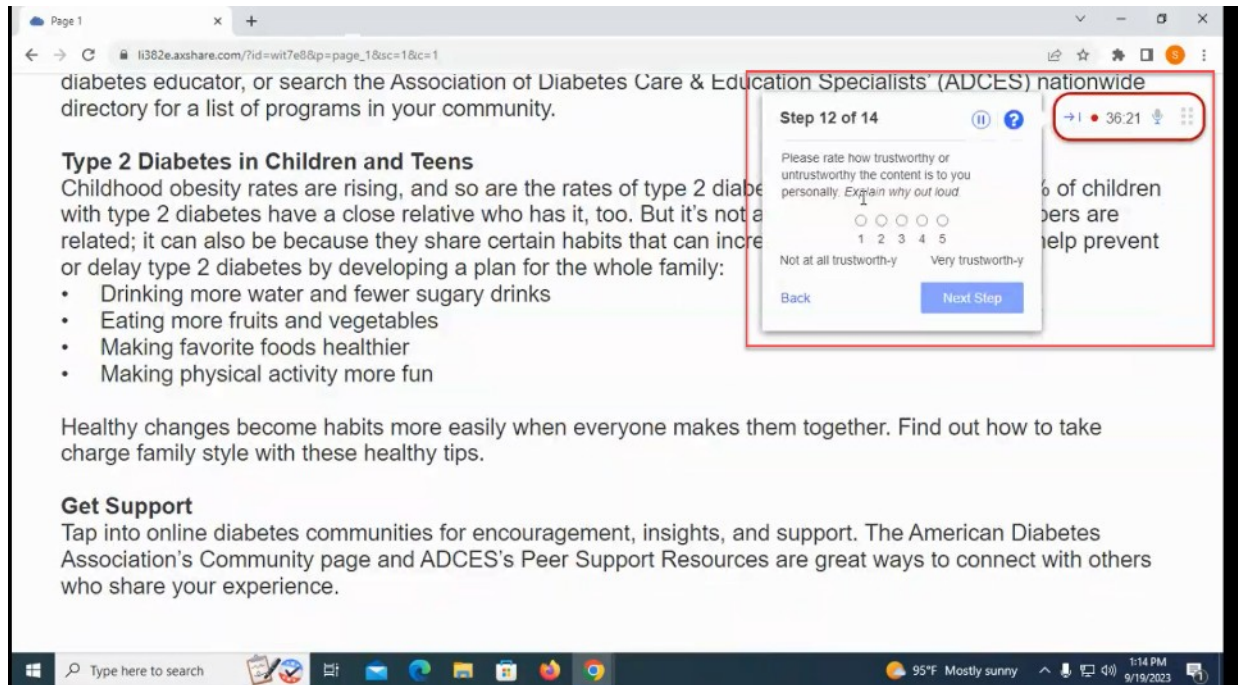 Page 1
li382e.axshare.com/?id=wit7e8&p=page_1&sc=1&c=1
S
diabetes educator, or search the Association of Diabetes Care & Education Specialists' (ADCES) nationwide
directory for a list of programs in your community.
Step 12 of 14
36:21
Please rate how trustworthy or
untrustworthy the content is to you
personally. Explain why out loud.
1 2 3 4 5
Not at all trustworth-y Very trustworth-y
Back Next Step
Type 2 Diabetes in Children and Teens
Childhood obesity rates are rising, and so are the rates of type 2 diabe % of children
with type 2 diabetes have a close relative who has it, too. But it's not a bers are
related; it can also be because they share certain habits that can incre help prevent
or delay type 2 diabetes by developing a plan for the whole family:
• Drinking more water and fewer sugary drinks
• Eating more fruits and vegetables
• Making favorite foods healthier
• Making physical activity more fun
Healthy changes become habits more easily when everyone makes them together. Find out how to take
charge family style with these healthy tips.
Get Support
Tap into online diabetes communities for encouragement, insights, and support. The American Diabetes
Association's Community page and ADCES's Peer Support Resources are great ways to connect with others
who share your experience.
Type here to search
95°F Mostly sunny
1:14 PM
9/19/2023
1